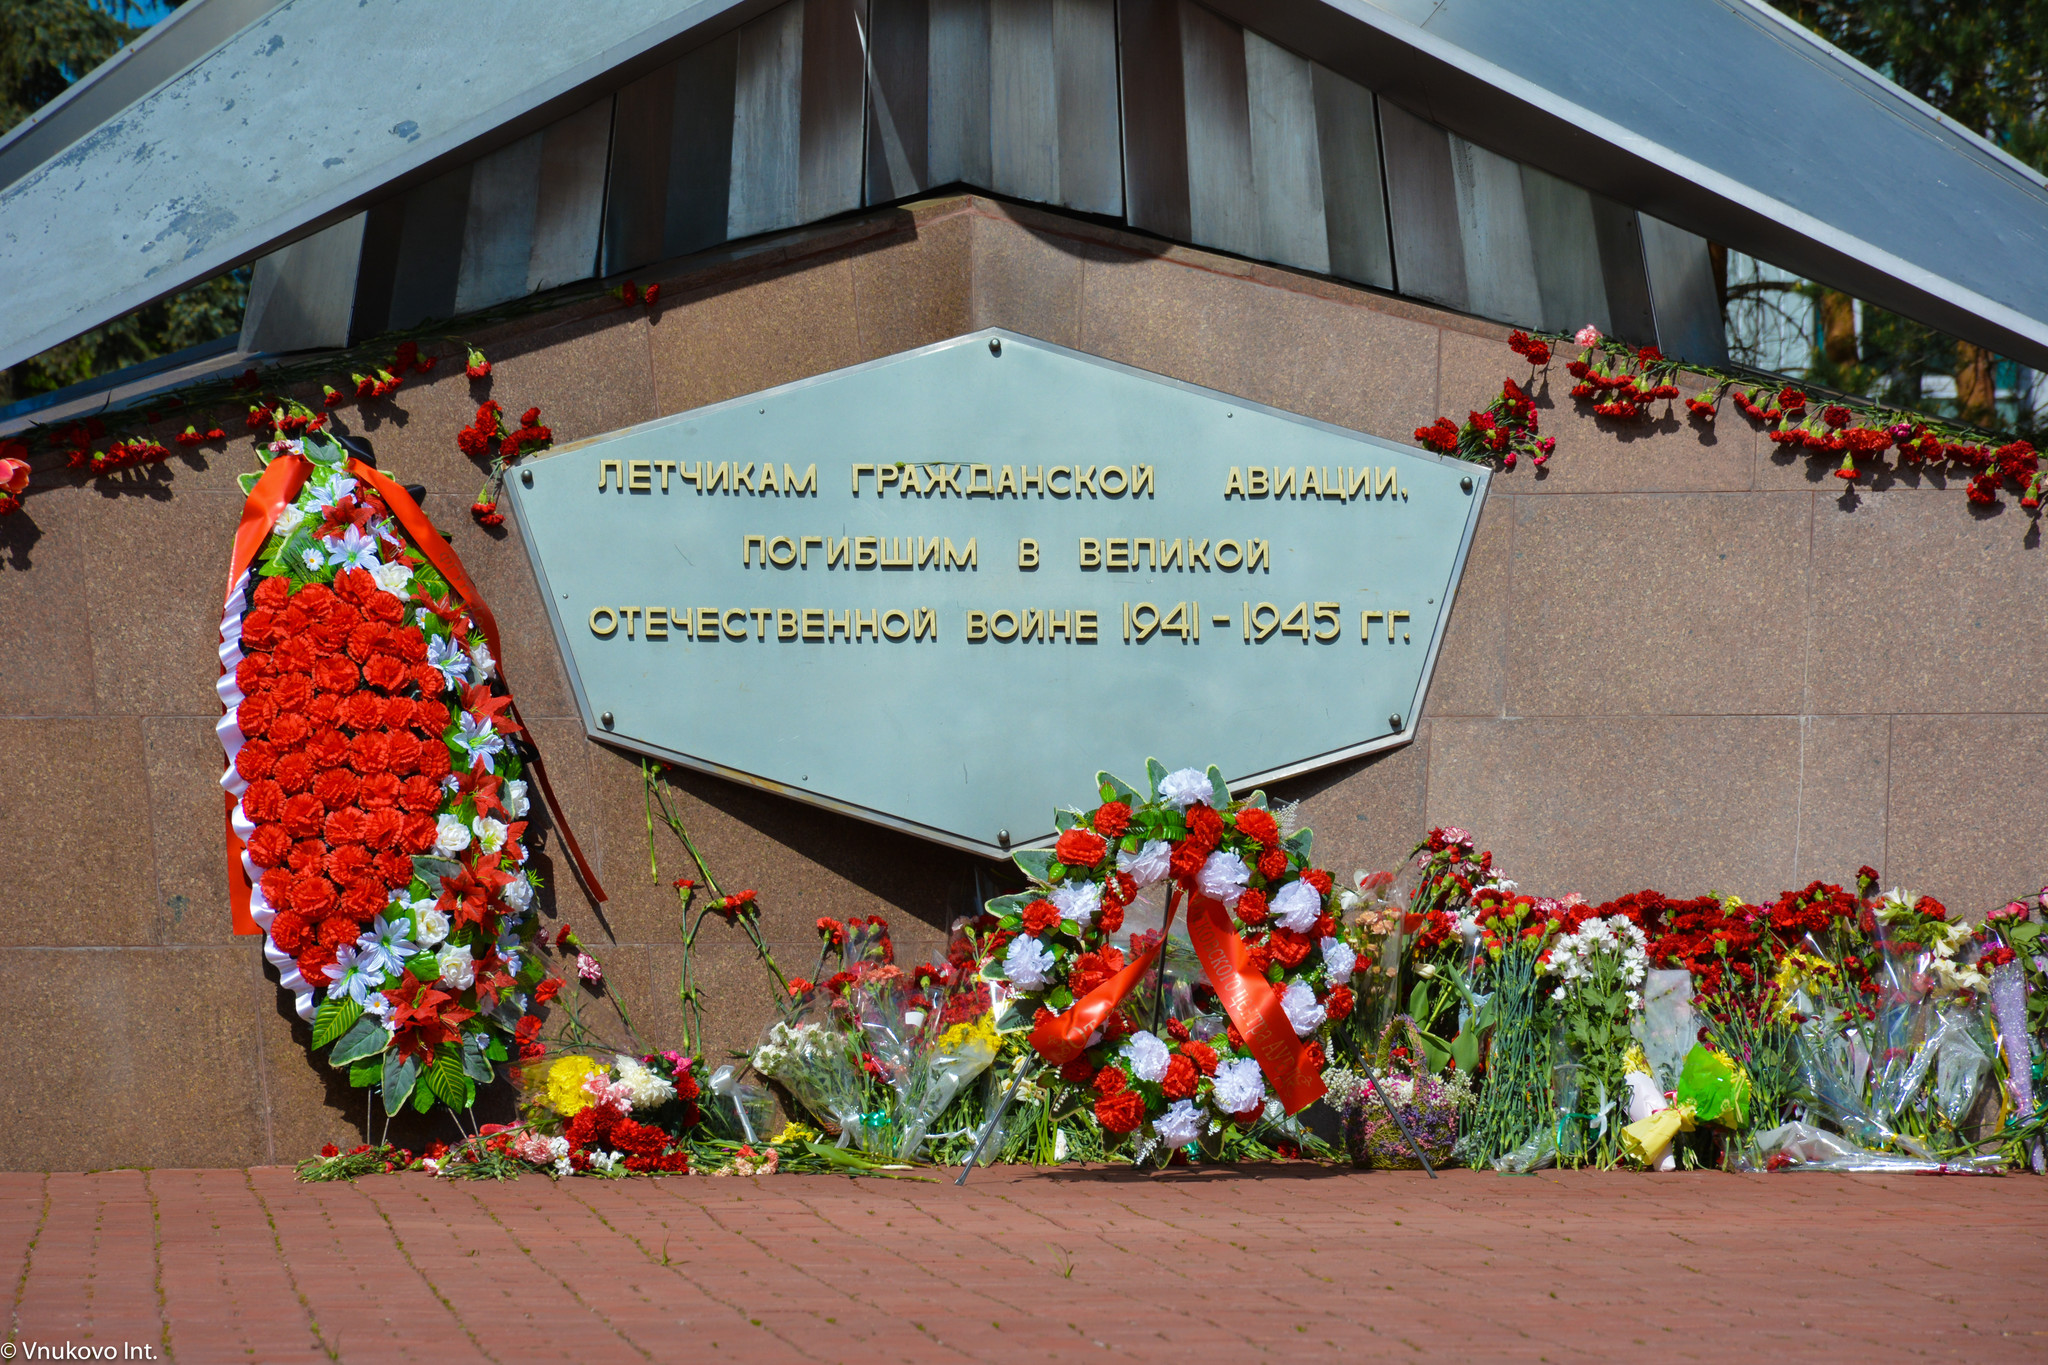 ЛЕТЧИКАМ ГРАЖДАНСКОЙ АВИАЦИИ,
ПОГИБШИМ В ВЕЛИКОЙ
ОТЕЧЕСТВЕННОЙ ВОЙНЕ 1941-1945 ГГ.
© Vnukovo Int.